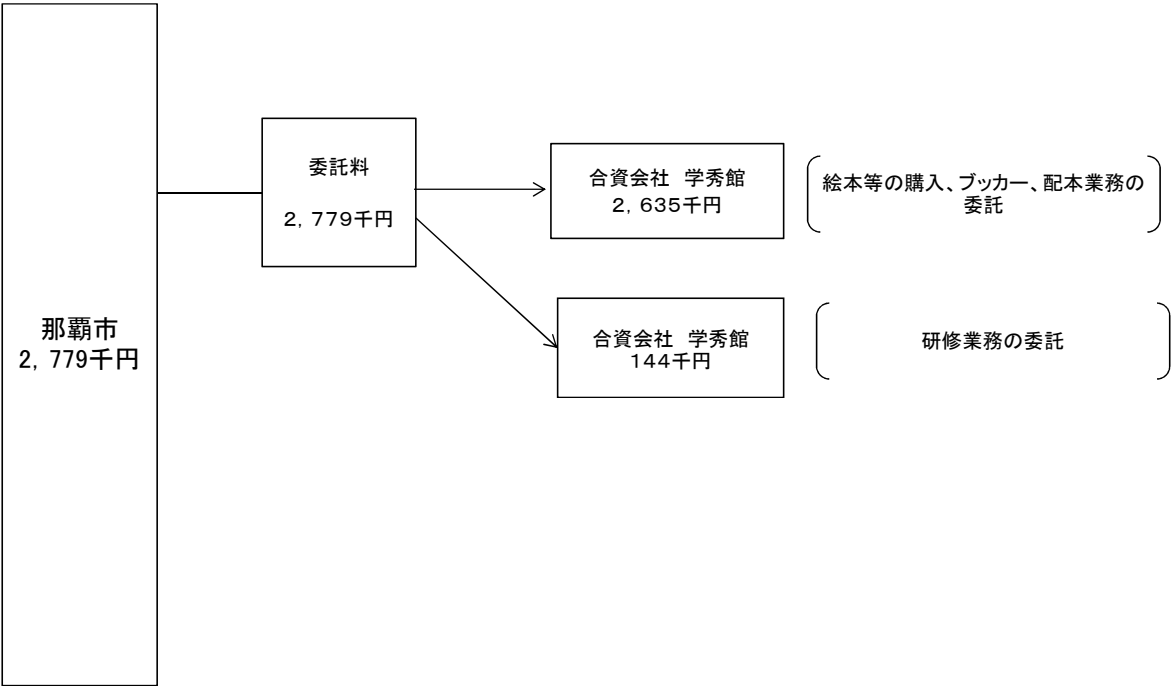 那覇市
2，779千円
委託料
2，779千円
合資会社　学秀館
2，635千円
絵本等の購入、ブッカー、配本業務の
委託
合資会社　学秀館
144千円
研修業務の委託